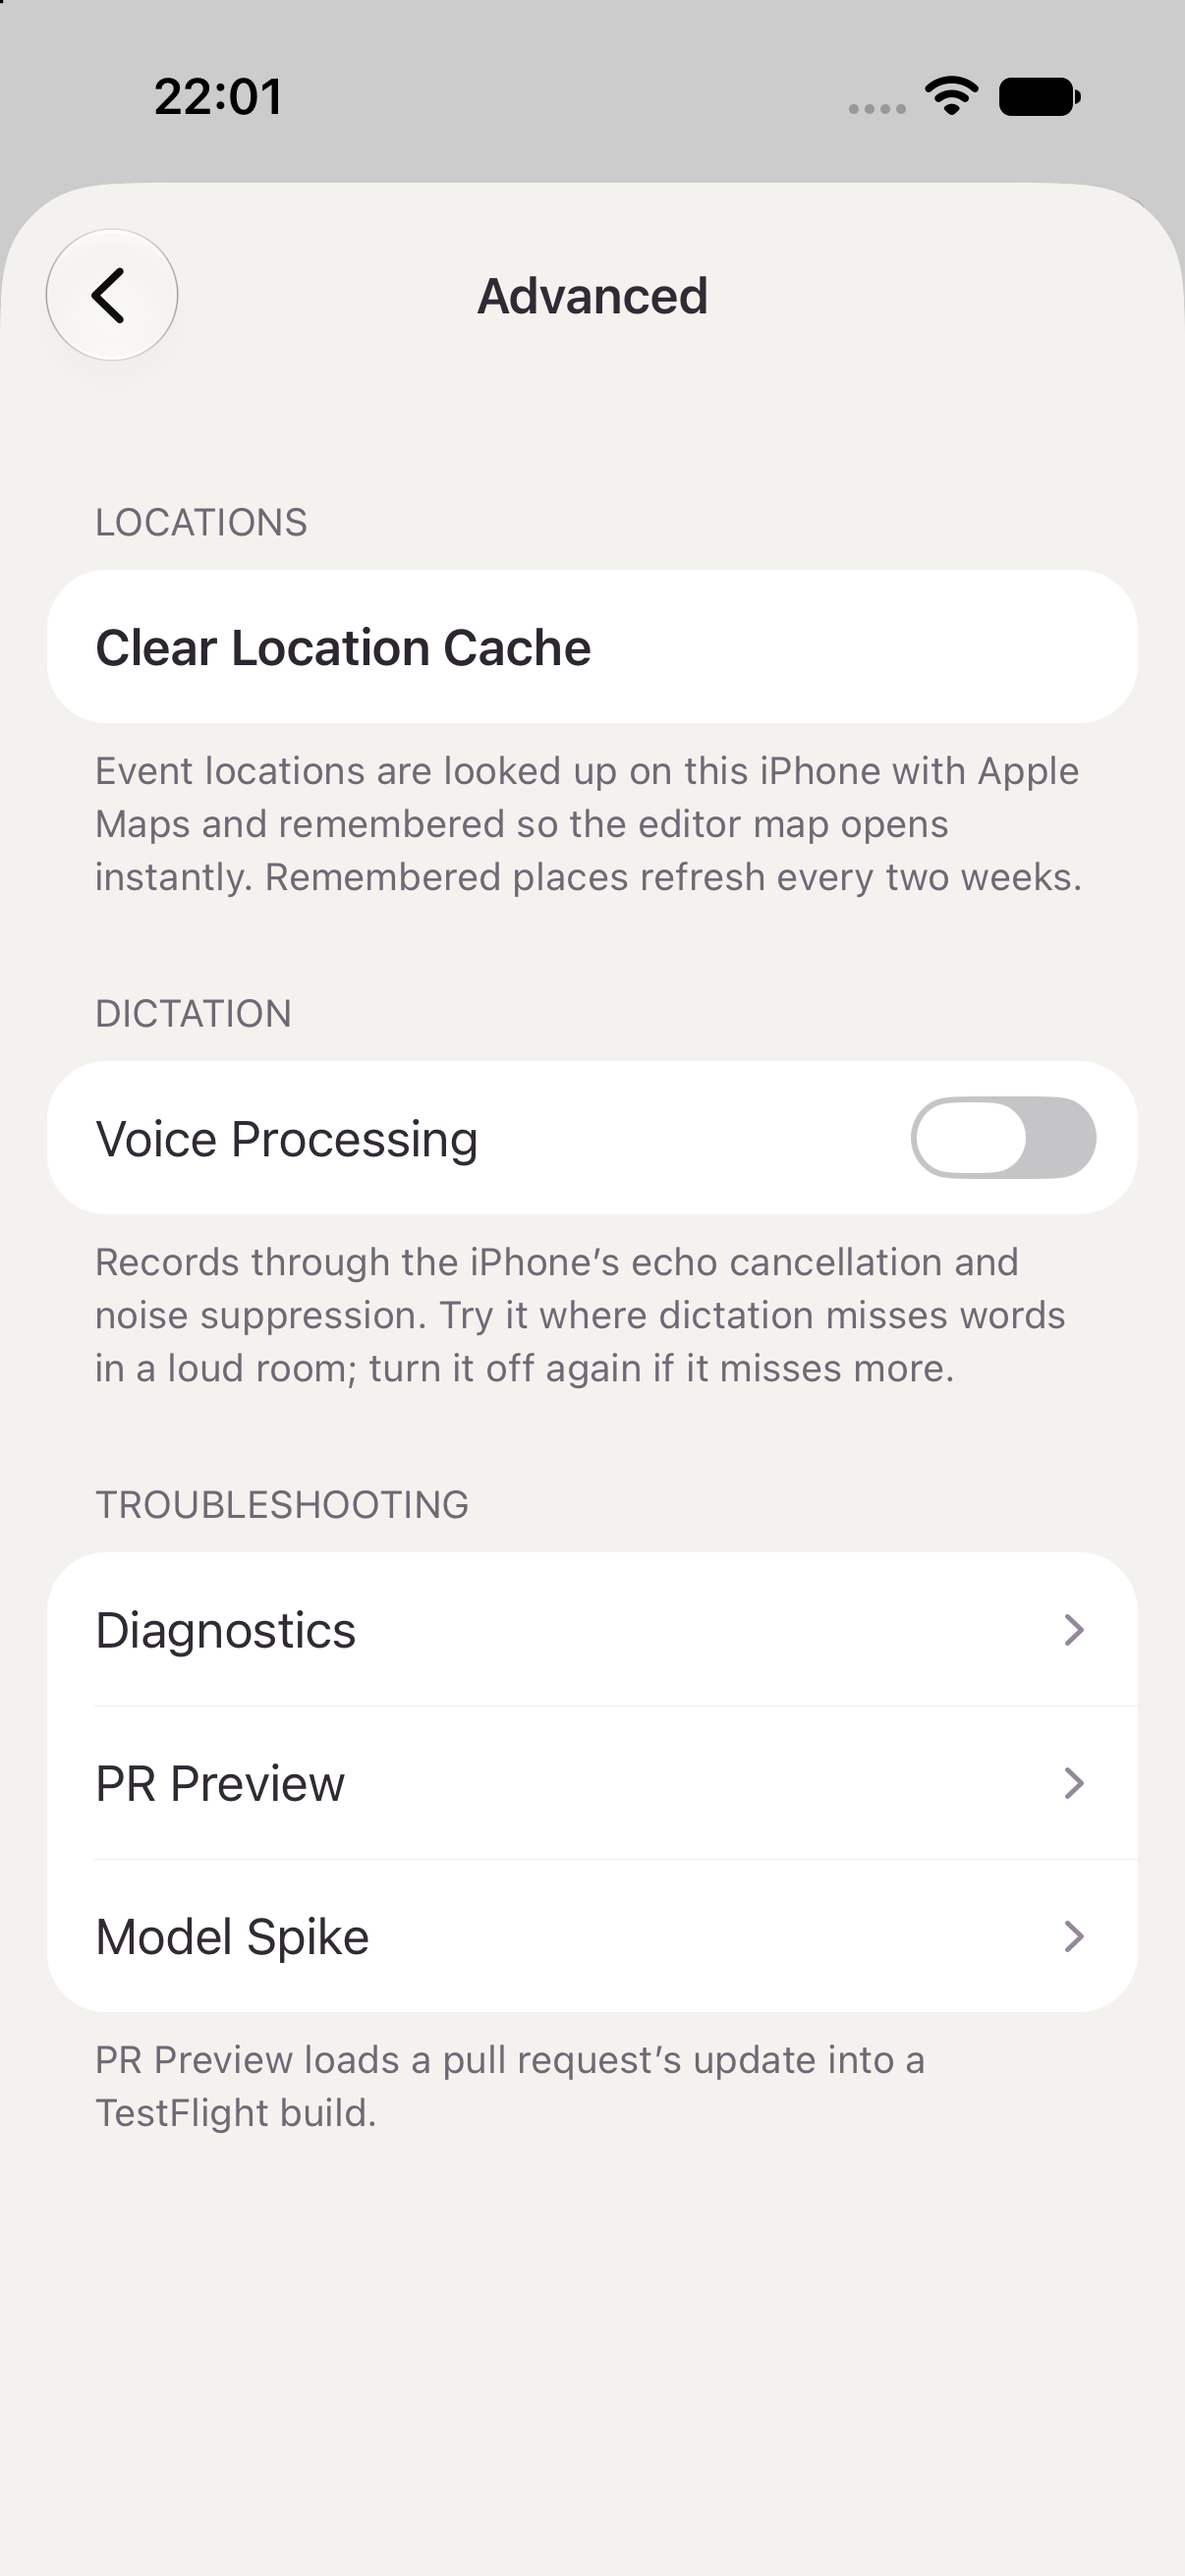 22:01
Advanced
LOCATIONS
Clear Location Cache
Event locations are looked up on this iPhone with Apple
Maps and remembered so the editor map opens
instantly. Remembered places refresh every two weeks.
DICTATION
Voice Processing
Records through the iPhone’s echo cancellation and
noise suppression. Try it where dictation misses words
in a loud room; turn it off again if it misses more.
TROUBLESHOOTING
Diagnostics
PR Preview
Model Spike
PR Preview loads a pull request’s update into a
TestFlight build.